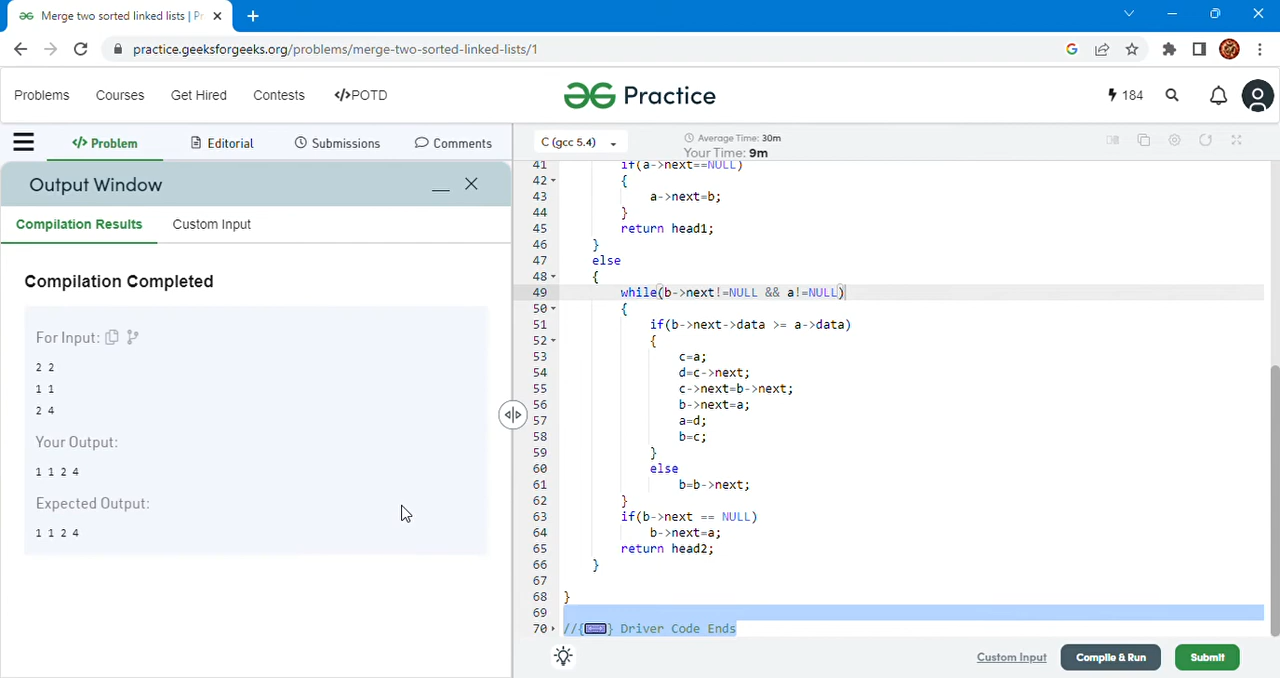 Merge two sorted linked lists | P
practice.geeksforgeeks.org/problems/merge-two-sorted-linked-lists/1
Problems Courses Get Hired Contests </>POTD
Practice
184
</> Problem Editorial Submissions Comments
C (gcc 5.4)
Average Time: 30m
Your Time: 9m
Output Window
Compilation Results Custom Input
Compilation Completed
For Input:
2 2
1 1
2 4
Your Output:
1 1 2 4
Expected Output:
1 1 2 4
41 if(a->next==NULL)
42 {
43 a->next=b;
44 }
45 return head1;
46 }
47 else
48 {
49 while(b->next!=NULL && a!=NULL)
50 {
51 if(b->next->data >= a->data)
52 {
53 c=a;
54 d=c->next;
55 c->next=b->next;
56 b->next=a;
57 a=d;
58 b=c;
59 }
60 else
61 b=b->next;
62 }
63 if(b->next == NULL)
64 b->next=a;
65 return head2;
66 }
67
68 }
69
70 //{ } Driver Code Ends
Custom Input Compile & Run Submit